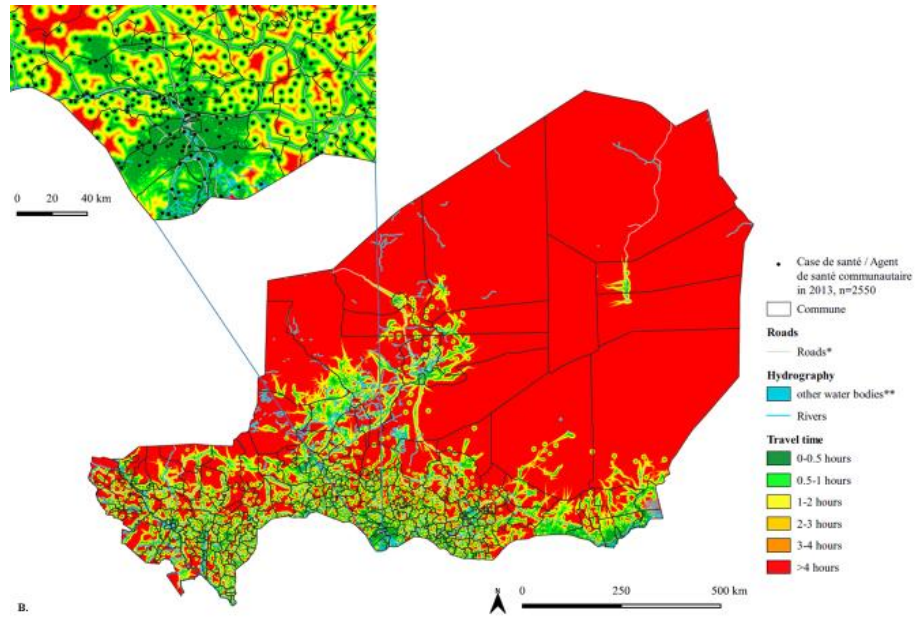 0 20 40 km
Case de santé / Agent
de santé communautaire
in 2013, n=2550
Commune
Roads
Roads*
Hydrography
other water bodies**
Rivers
Travel time
0-0.5 hours
0.5-1 hours
1-2 hours
2-3 hours
3-4 hours
>4 hours
B.
N
0 250 500 km